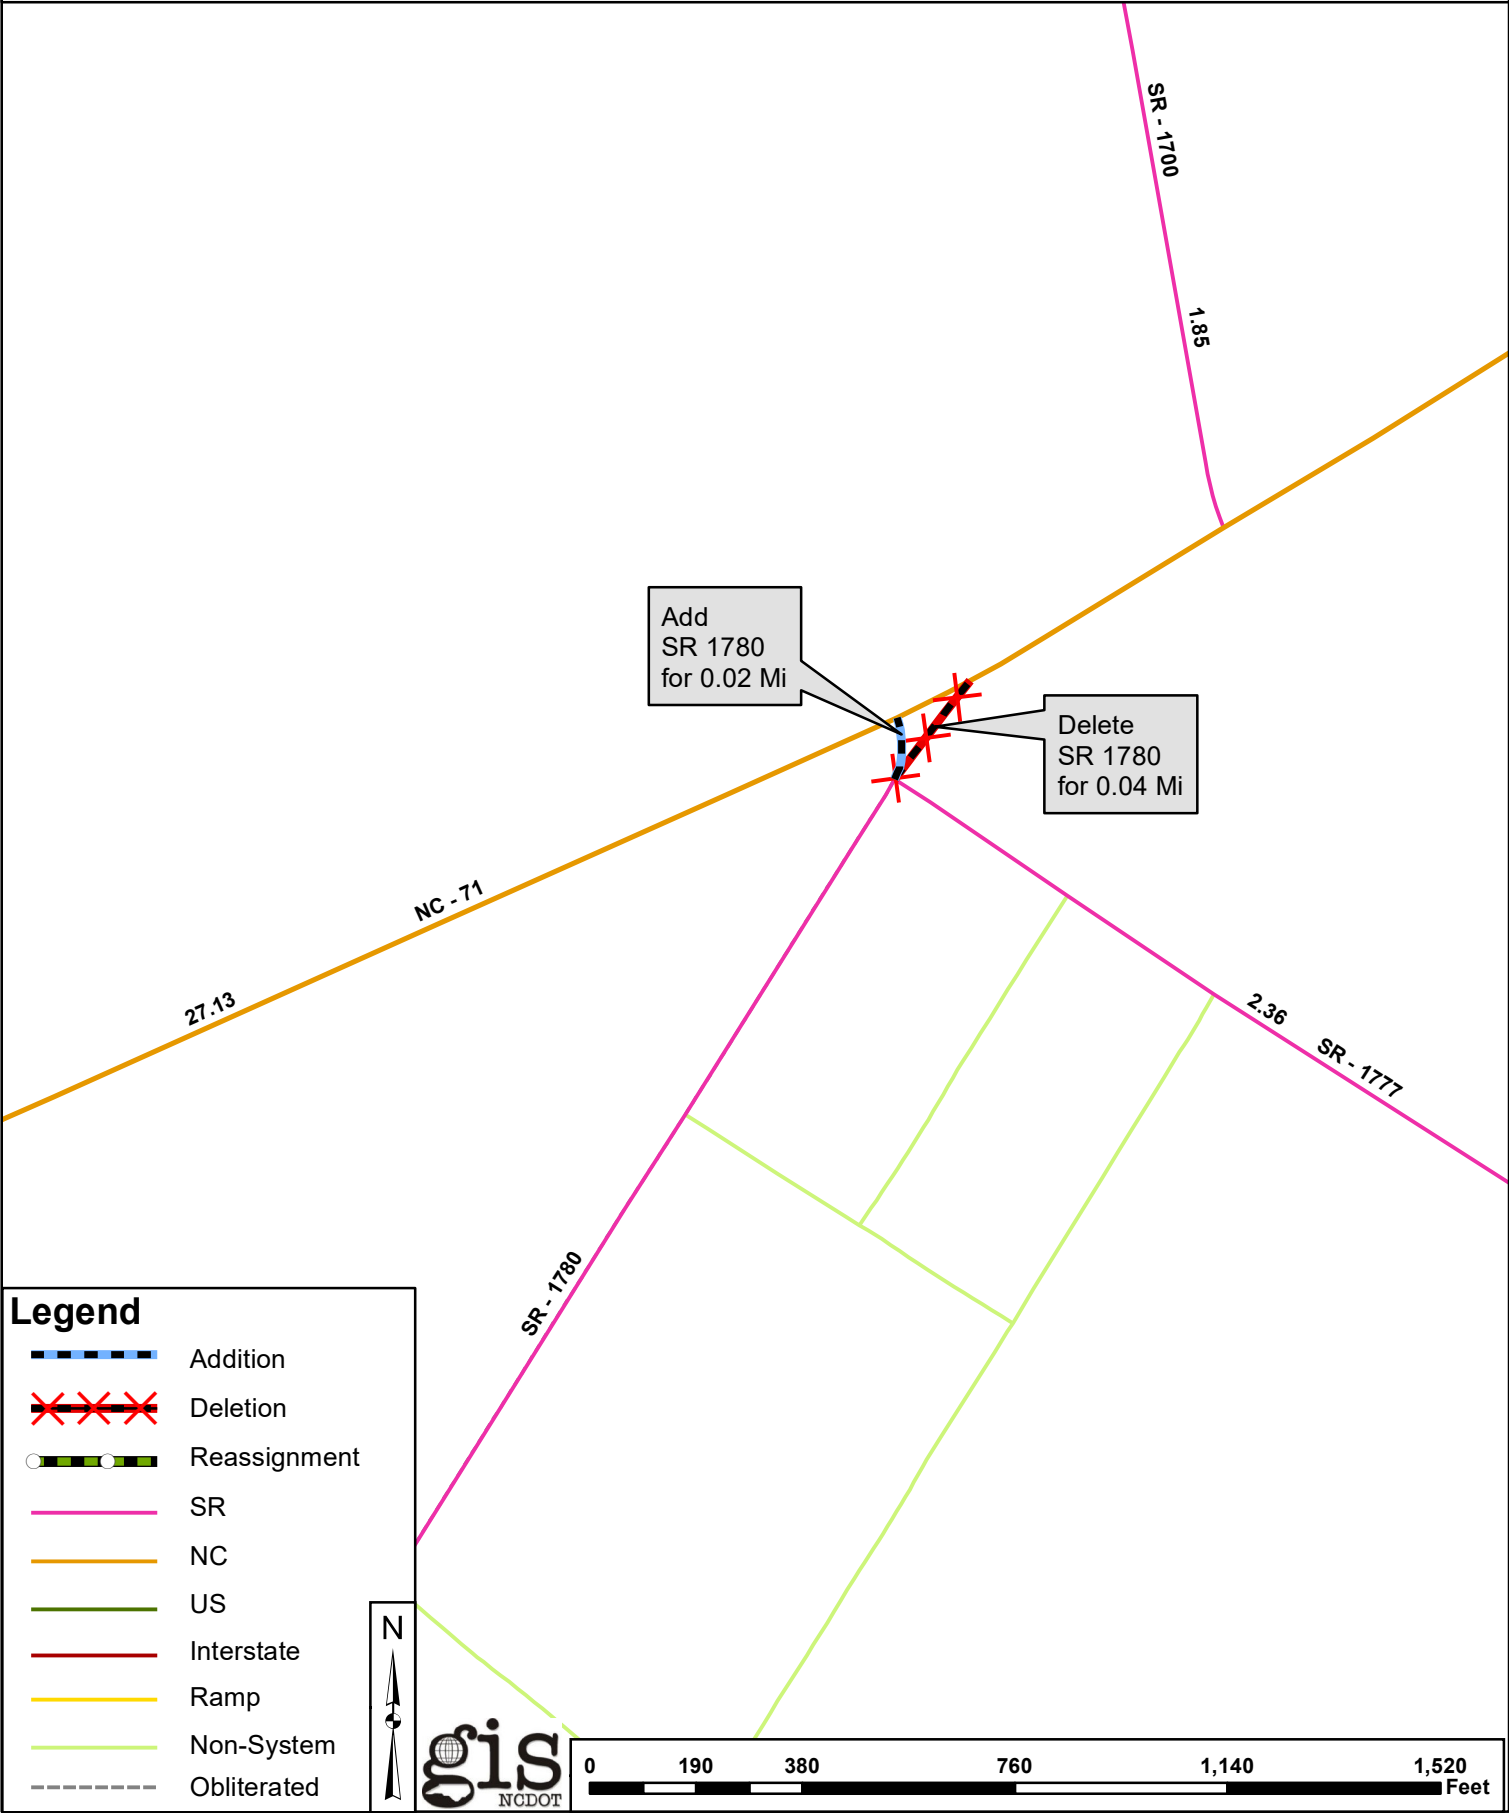 SR - 1700
1.85
Add
SR 1780
for 0.02 Mi
Delete
SR 1780
for 0.04 Mi
NC - 71
27.13
2.36
SR - 1777
SR - 1780
Legend
Addition
Deletion
Reassignment
SR
NC
US
Interstate
Ramp
Non-System
Obliterated
N
gis
NCDOT
0 190 380 760 1,140 1,520
Feet